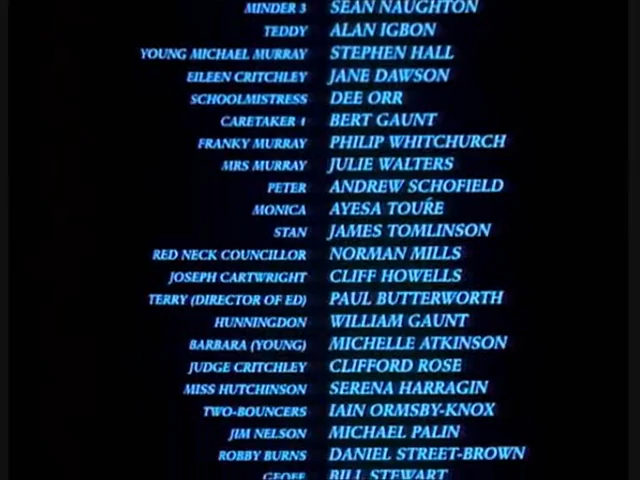 MINDER 3 SEAN NAUGHTON
TEDDY ALAN IGBON
YOUNG MICHAEL MURRAY STEPHEN HALL
EILEEN CRITCHLEY JANE DAWSON
SCHOOLMISTRESS DEE ORR
CARETAKER 1 BERT GAUNT
FRANKY MURRAY PHILIP WHITCHURCH
MRS MURRAY JULIE WALTERS
PETER ANDREW SCHOFIELD
MONICA AYESA TOURÉ
STAN JAMES TOMLINSON
RED NECK COUNCILLOR NORMAN MILLS
JOSEPH CARTWRIGHT CLIFF HOWELLS
TERRY (DIRECTOR OF ED) PAUL BUTTERWORTH
HUNNINGDON WILLIAM GAUNT
BARBARA (YOUNG) MICHELLE ATKINSON
JUDGE CRITCHLEY CLIFFORD ROSE
MISS HUTCHINSON SERENA HARRAGIN
TWO-BOUNCERS IAIN ORMSBY-KNOX
JIM NELSON MICHAEL PALIN
ROBBY BURNS DANIEL STREET-BROWN
GEOFF BILL STEWART